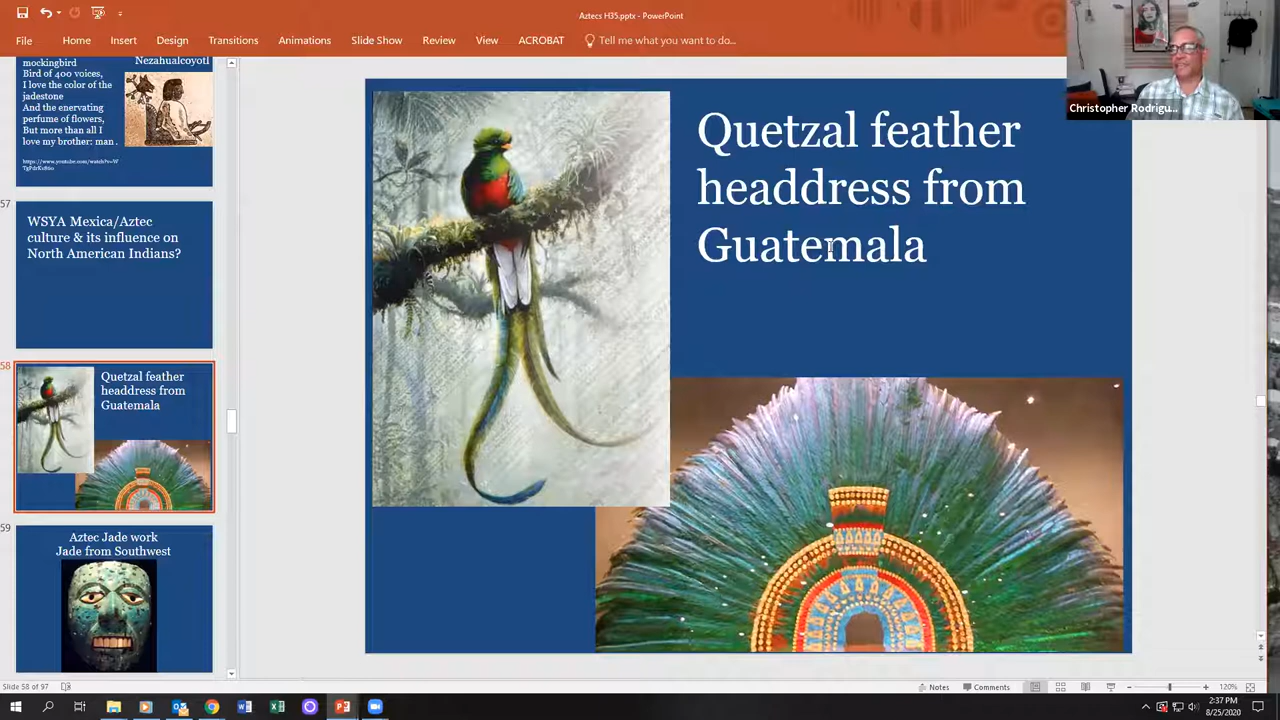 Aztecs H35.pptx - PowerPoint
File
Home
Insert
Design
Transitions
Animations
Slide Show
Review
View
ACROBAT
Tell me what you want to do...
Christopher Rodrigu...
mockingbird
Bird of 400 voices,
I love the color of the
jadestone
And the enervating
perfume of flowers,
But more than all I
love my brother: man.
Nezahualcoyotl
57
WSYA Mexica/Aztec
culture & its influence on
North American Indians?
58
Quetzal feather
headdress from
Guatemala
59
Aztec Jade work
Jade from Southwest
Quetzal feather
headdress from
Guatemala
Slide 58 of 97
Notes
Comments
120%
2:37 PM
8/25/2020